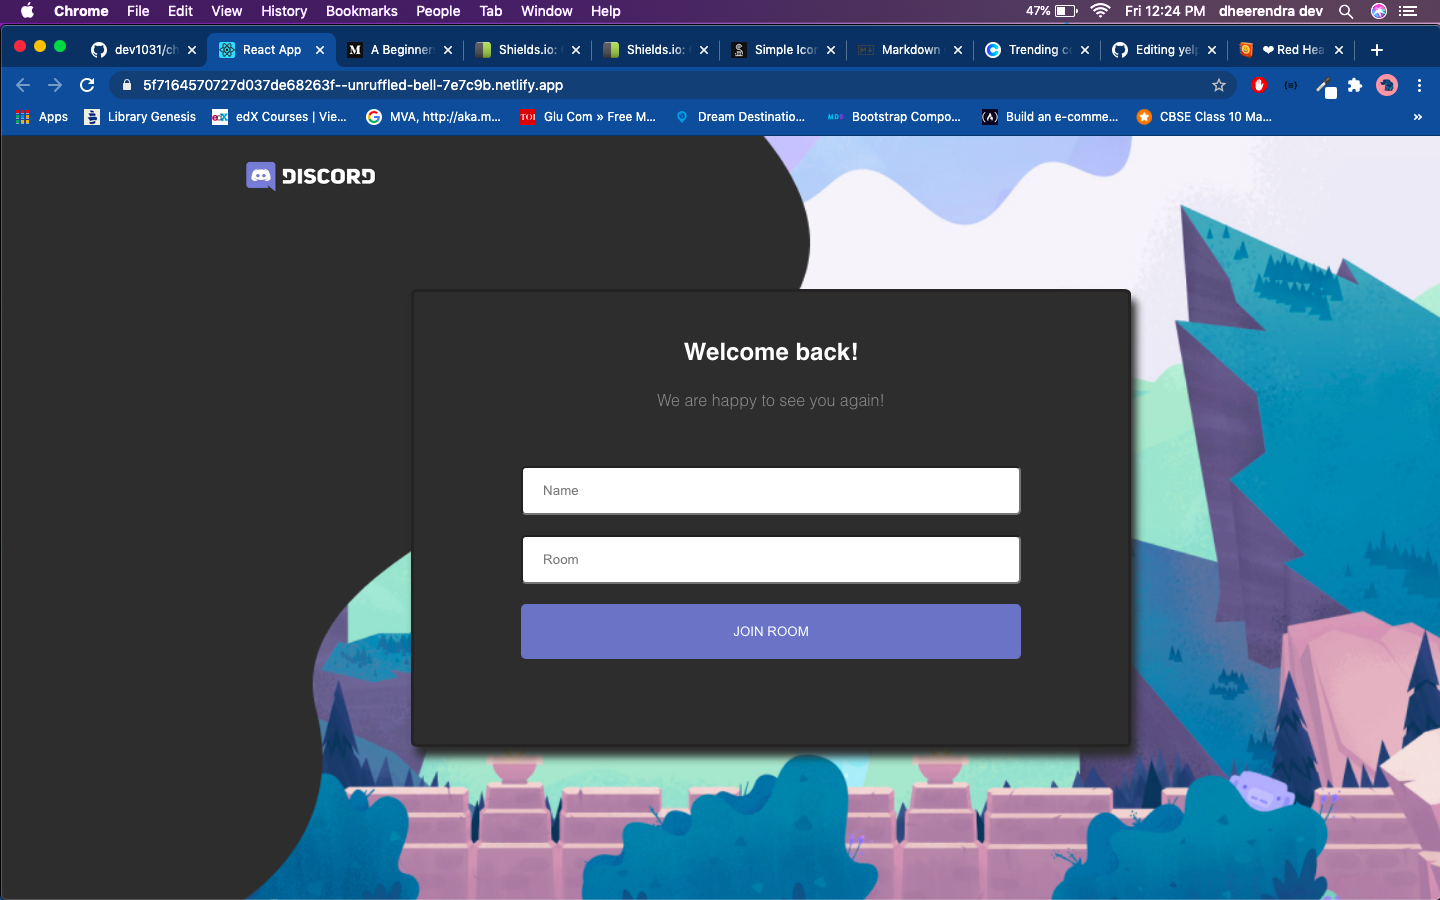 Chrome File Edit View History Bookmarks People Tab Window Help 47% Fri 12:24 PM dheerendra dev
dev1031/ch React App A Beginner Shields.io: Shields.io: Simple Icon Markdown Trending co Editing yelp ❤ Red Hea
5f7164570727d037de68263f--unruffled-bell-7e7c9b.netlify.app
Apps Library Genesis edX Courses | Vie... MVA, http://aka.m... Glu Com » Free M... Dream Destinatio... Bootstrap Compo... Build an e-comme... CBSE Class 10 Ma... »
DISCORD
Welcome back!
We are happy to see you again!
Name
Room
JOIN ROOM